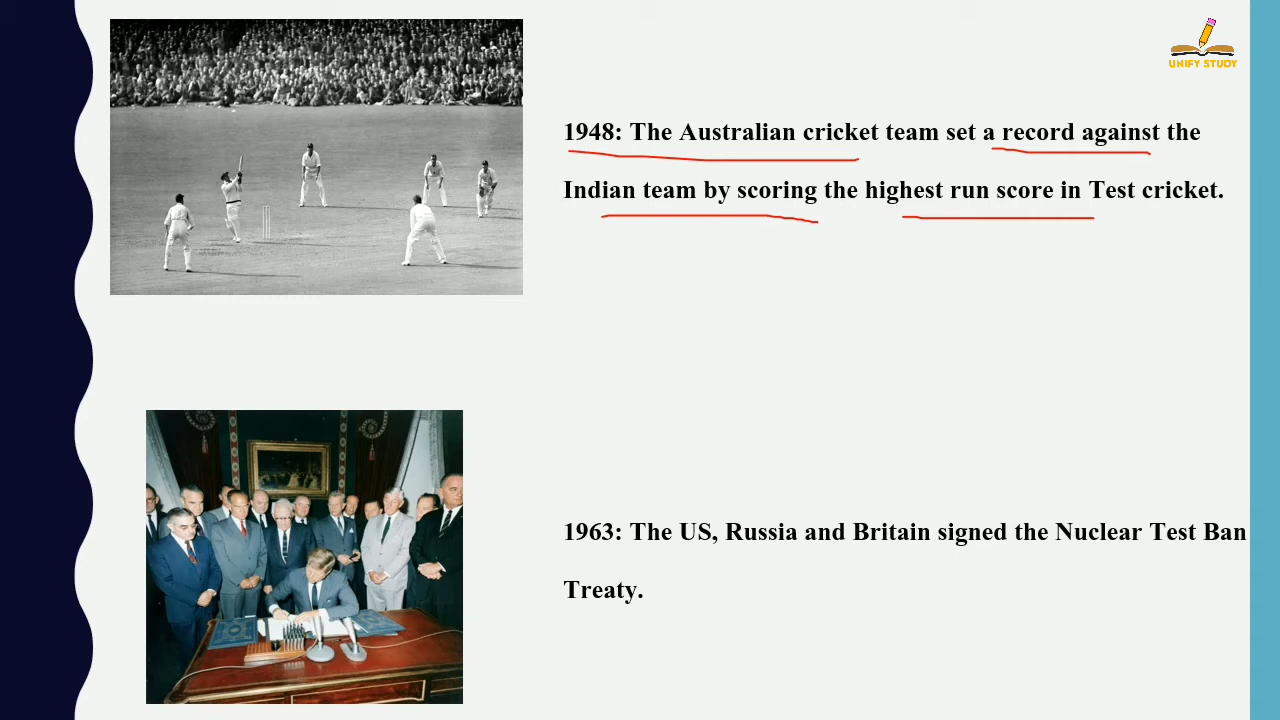 UNIFY STUDY
1948: The Australian cricket team set a record against the
Indian team by scoring the highest run score in Test cricket.
1963: The US, Russia and Britain signed the Nuclear Test Ban
Treaty.